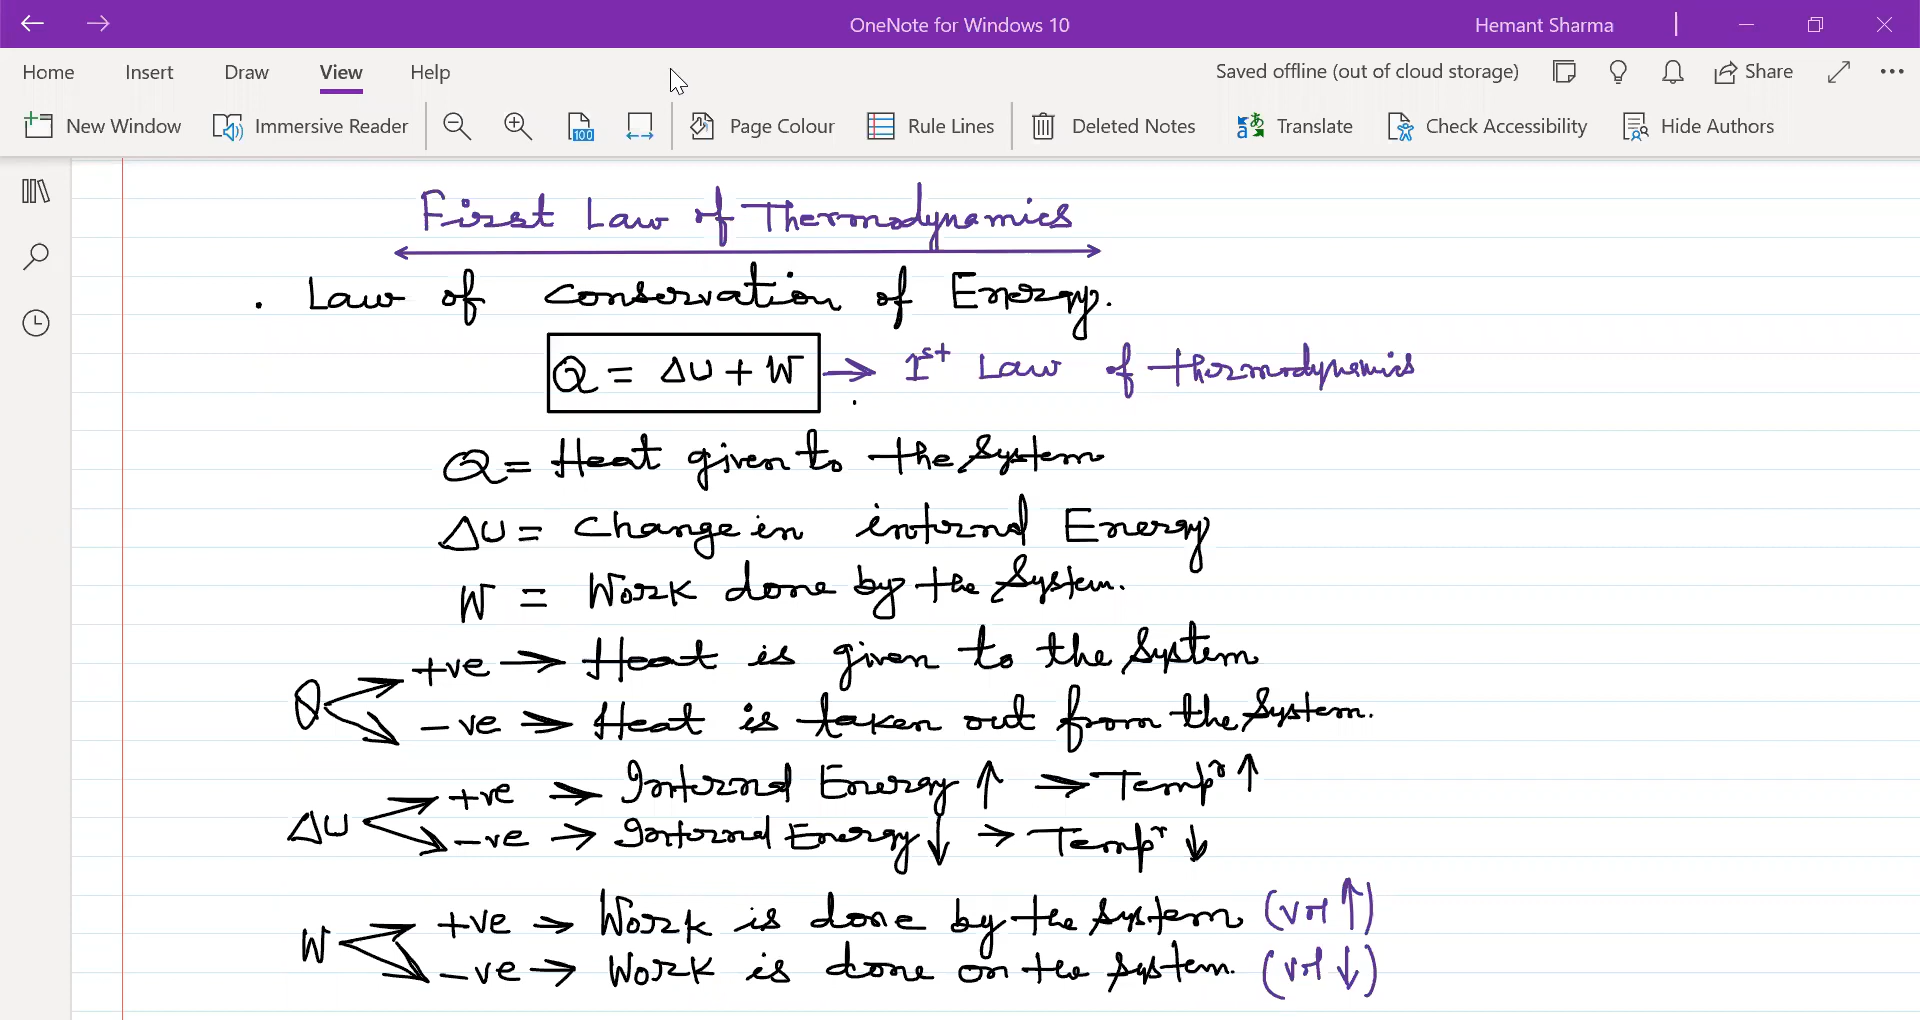 OneNote for Windows 10
Hemant Sharma
Home Insert Draw View Help
Saved offline (out of cloud storage) Share
New Window Immersive Reader 100 Page Colour Rule Lines Deleted Notes Translate Check Accessibility Hide Authors
First Law of Thermodynamics
. Law of Conservation of Energy.
Q = ΔU + W → Ist Law of thermodynamics
Q = Heat given to the System
ΔU = Change in internal Energy
W = Work done by the System.
Q +ve → Heat is given to the System
-ve → Heat is taken out from the System.
ΔU +ve → Internal Energy ↑ → Tempr ↑
-ve → Internal Energy ↓ → Tempr ↓
W +ve → Work is done by the System (vol ↑)
-ve → Work is done on the System. (vol ↓)